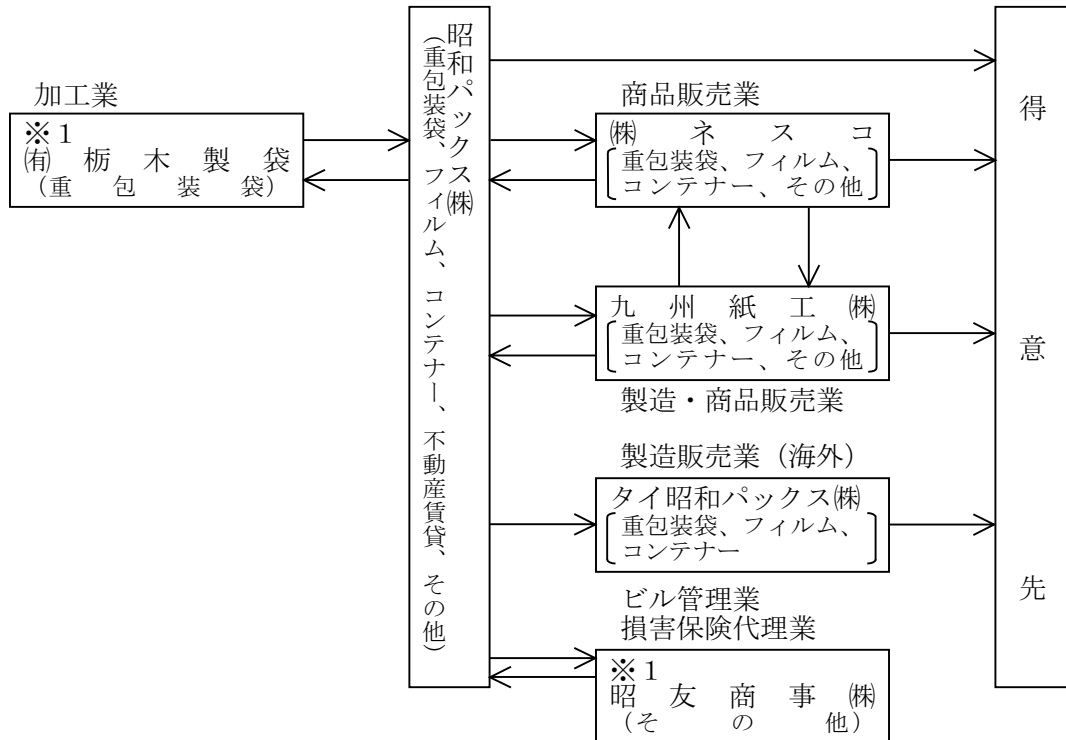 加工業
※１
㈲栃木製袋
（重包装袋）
昭和パックス㈱
（重包装袋、フィルム、コンテナー、不動産賃貸、その他）
商品販売業
㈱ネスコ
重包装袋、フィルム、
コンテナー、その他
九州紙工㈱
重包装袋、フィルム、
コンテナー、その他
製造・商品販売業
製造販売業（海外）
タイ昭和パックス㈱
重包装袋、フィルム、
コンテナー
ビル管理業
損害保険代理業
※１
昭友商事㈱
（その他）
得意先